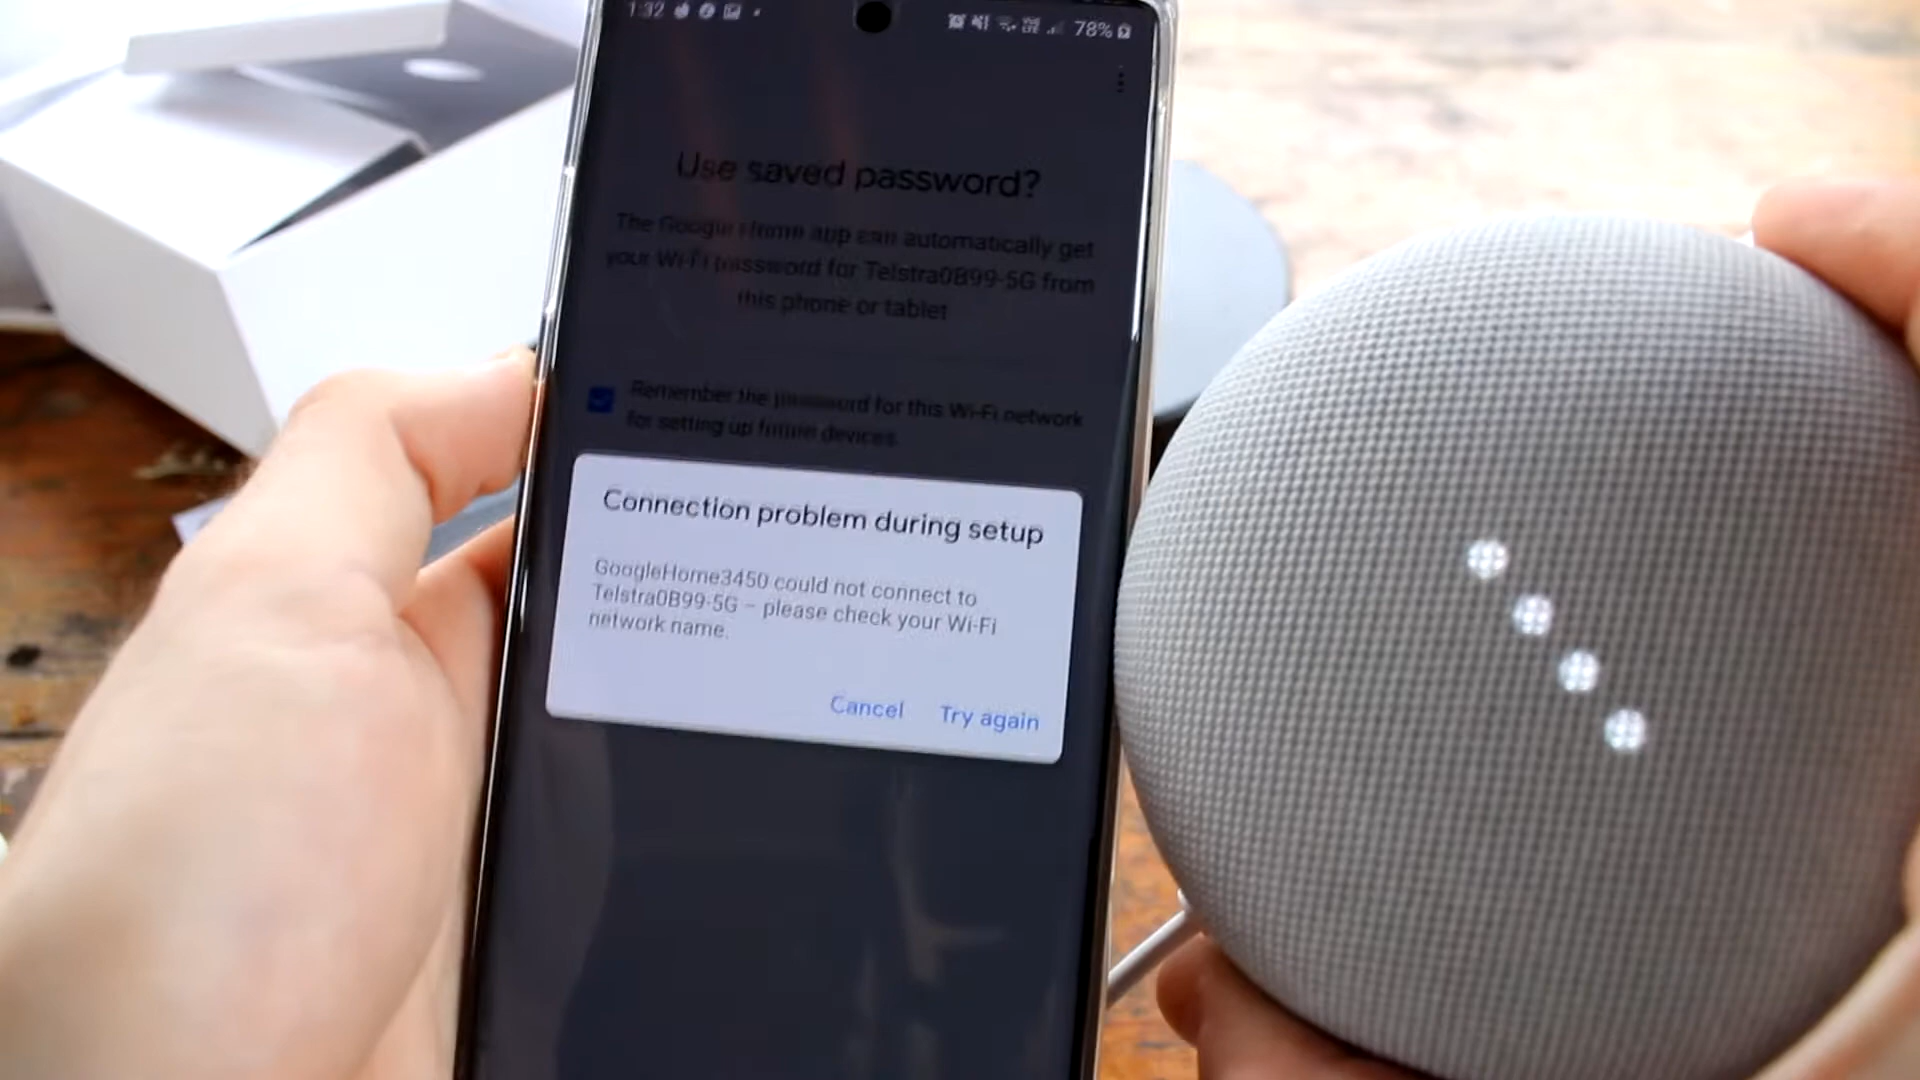 1:32
78%
Use saved password?
The Google Home app can automatically get
your Wi-Fi password for Telstra0B99-5G from
this phone or tablet
Remember the password for this Wi-Fi network
for setting up future devices.
Connection problem during setup
GoogleHome3450 could not connect to
Telstra0B99-5G – please check your Wi-Fi
network name.
Cancel Try again